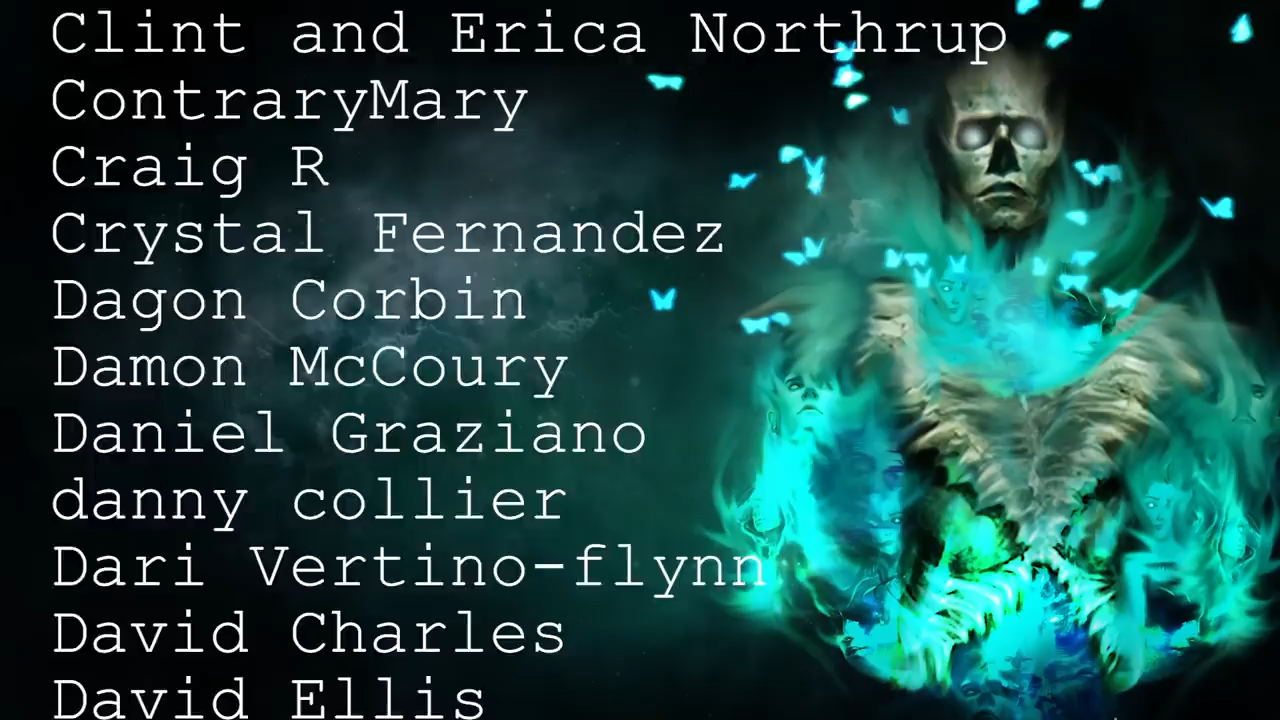 Clint and Erica Northrup
ContraryMary
Craig R
Crystal Fernandez
Dagon Corbin
Damon McCoury
Daniel Graziano
danny collier
Dari Vertino-flynn
David Charles
David Ellis